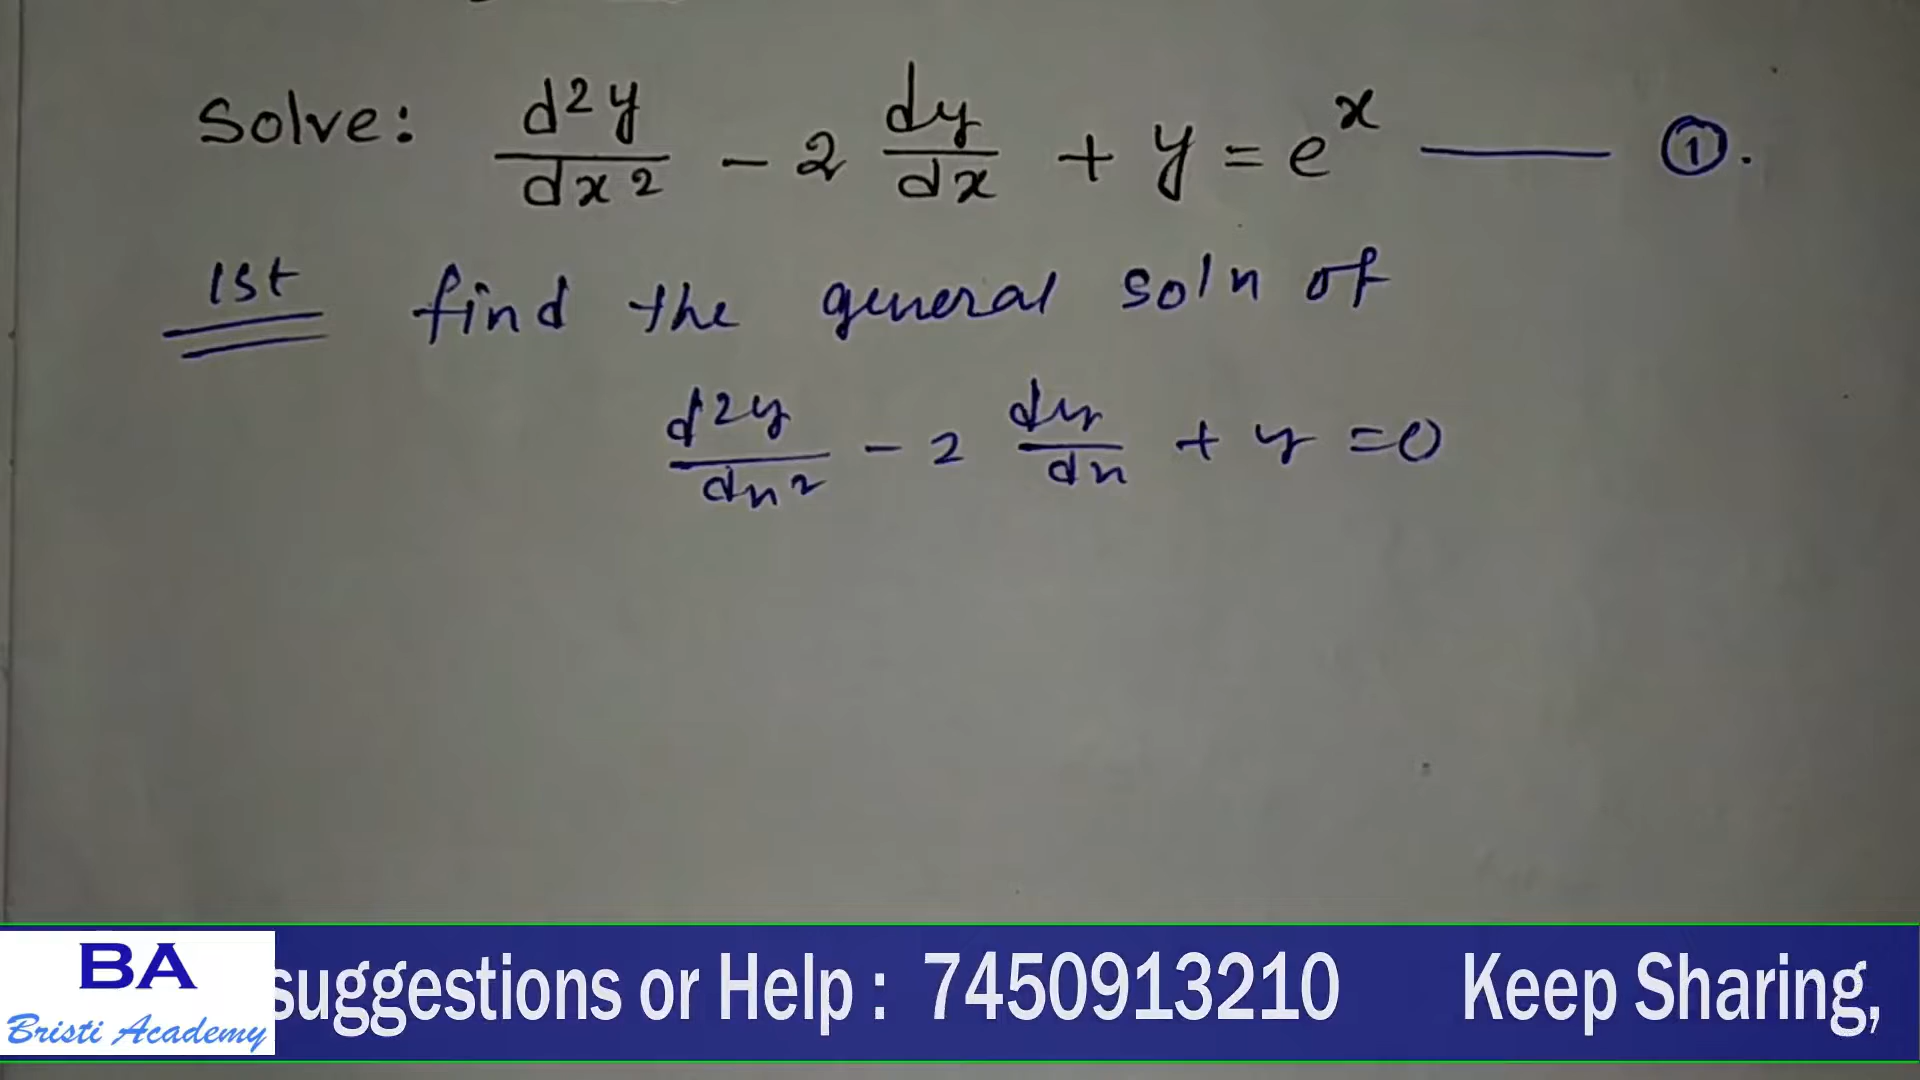 Solve: d²y/dx² - 2 dy/dx + y = eˣ —— ①.
1st find the general soln of
d²y/dx² - 2 dy/dx + y = 0
BA
Bristi Academy
suggestions or Help : 7450913210 Keep Sharing,